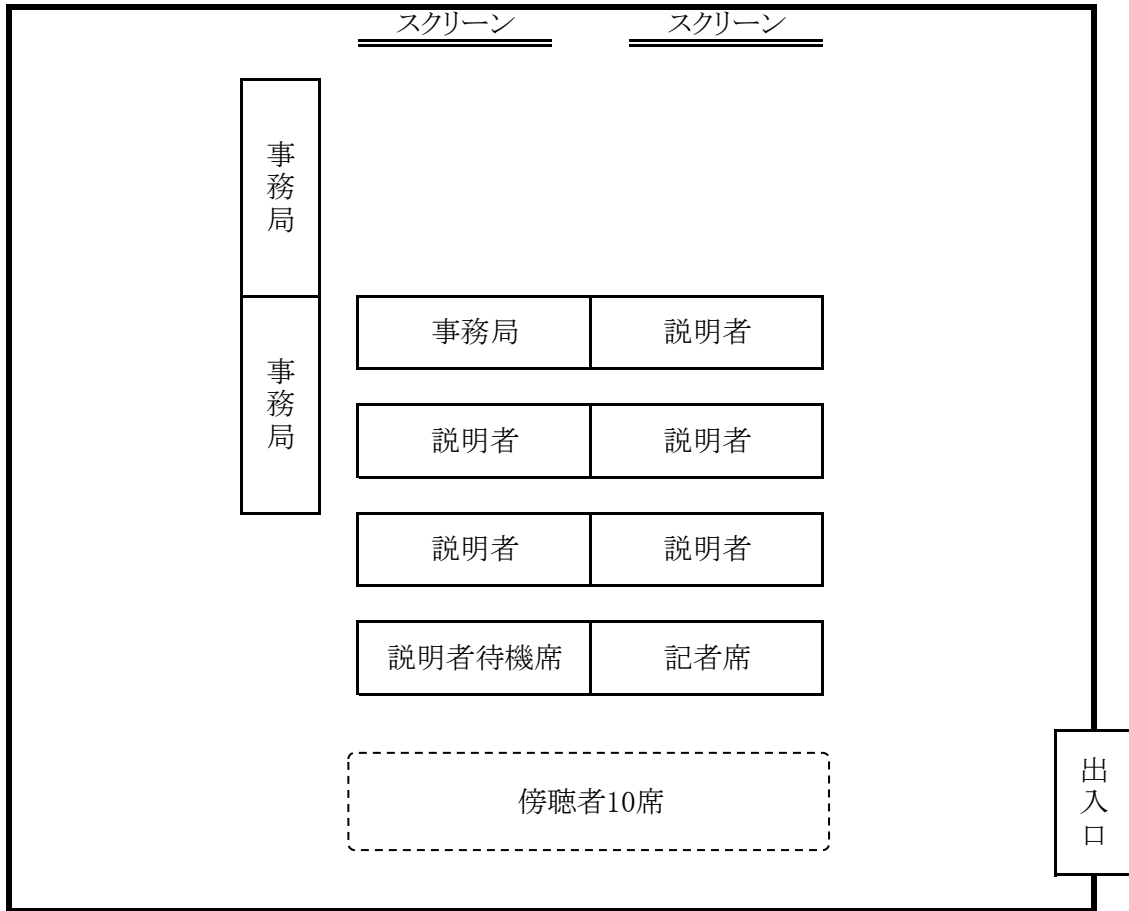 スクリーン
スクリーン
事務局
事務局
事務局
説明者
説明者
説明者
説明者
説明者
説明者待機席
記者席
傍聴者10席
出入口